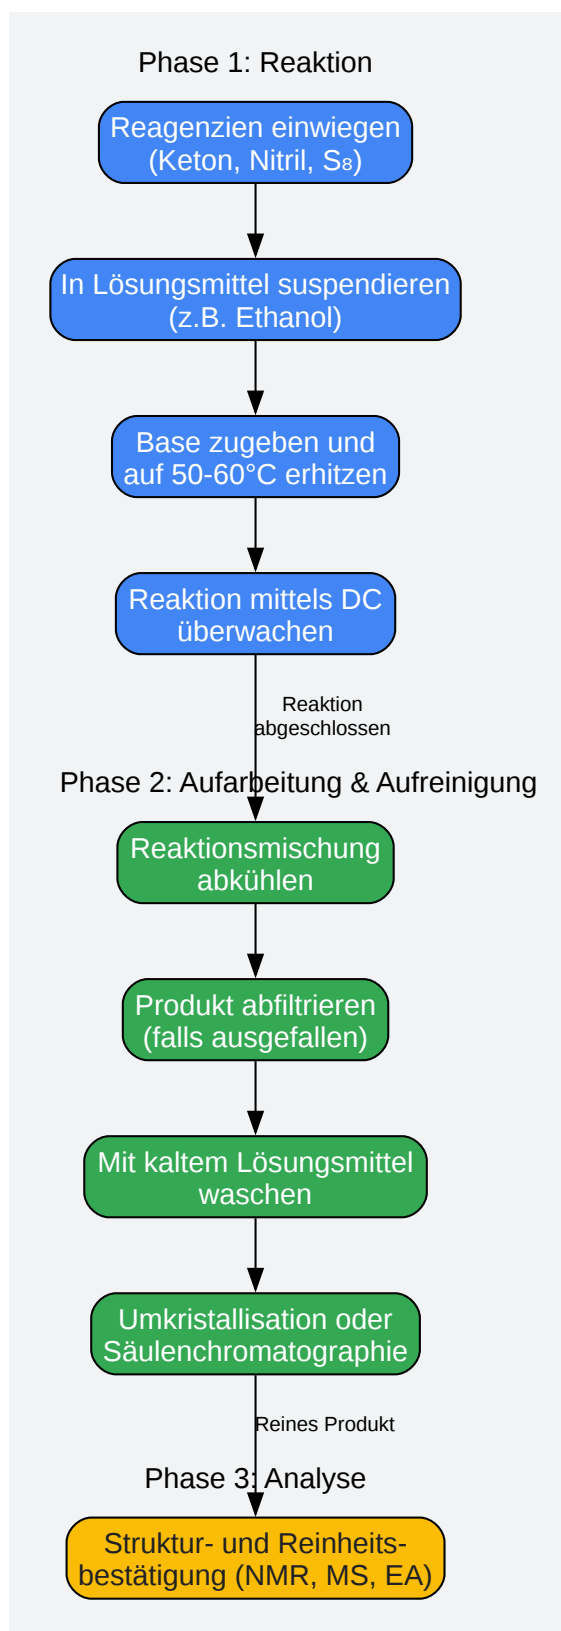 Phase 1: Reaktion
Reagenzien einwiegen
(Keton, Nitril, S₈)
In Lösungsmittel suspendieren
(z.B. Ethanol)
Base zugeben und
auf 50-60°C erhitzen
Reaktion mittels DC
überwachen
Reaktion
abgeschlossen
Phase 2: Aufarbeitung & Aufreinigung
Reaktionsmischung
abkühlen
Produkt abfiltrieren
(falls ausgefallen)
Mit kaltem Lösungsmittel
waschen
Umkristallisation oder
Säulenchromatographie
Reines Produkt
Phase 3: Analyse
Struktur- und Reinheits-
bestätigung (NMR, MS, EA)